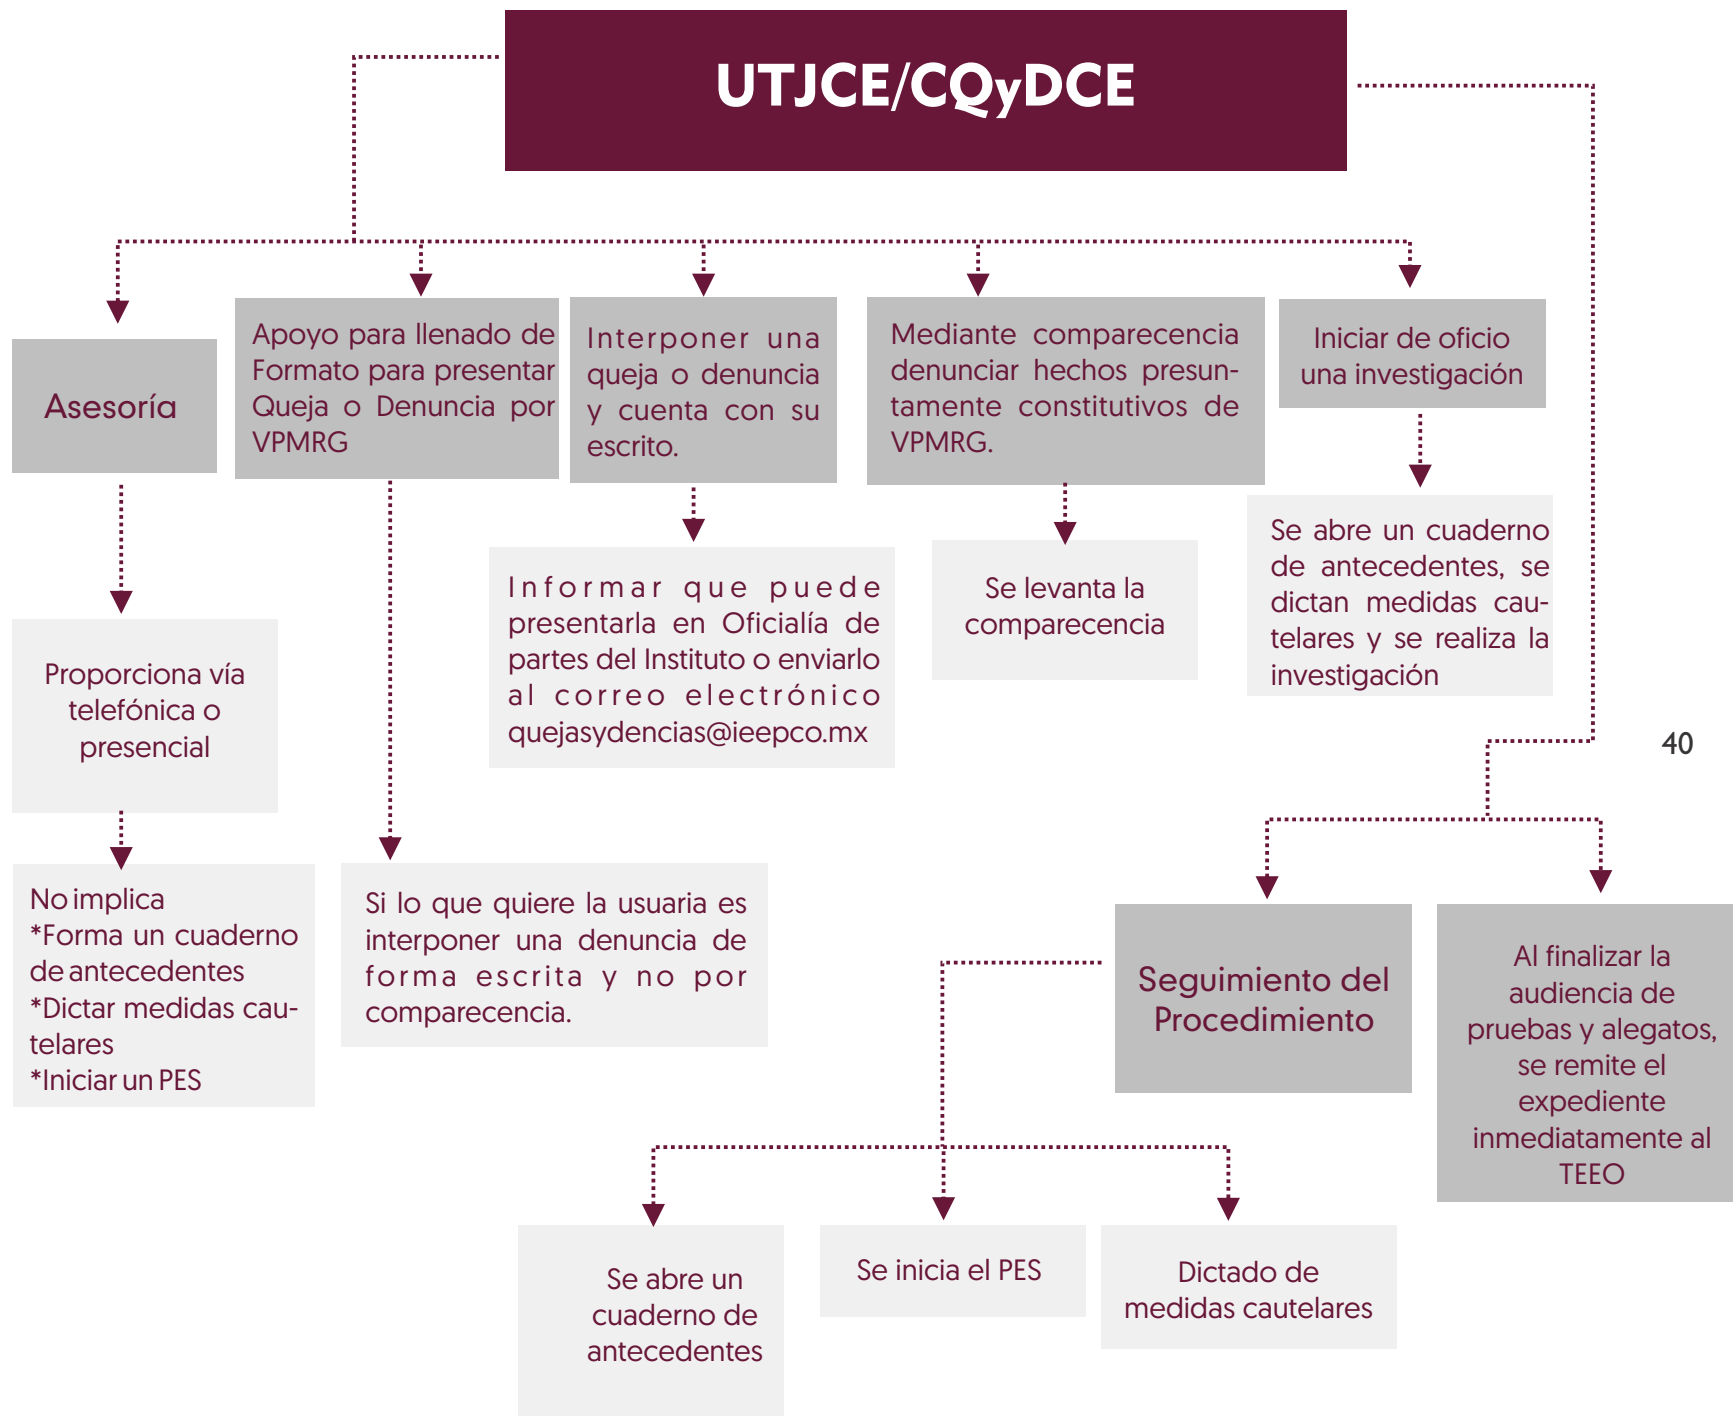 UTJCE/CQyDCE
Asesoría
Apoyo para llenado de
Formato para presentar
Queja o Denuncia por
VPMRG
Interponer una
queja o denuncia
y cuenta con su
escrito.
Mediante comparecencia
denunciar hechos presun-
tamente constitutivos de
VPMRG.
Iniciar de oficio
una investigación
Proporciona vía
telefónica o
presencial
Informar que puede
presentarla en Oficialía de
partes del Instituto o enviarlo
al correo electrónico
quejasydencias@ieepco.mx
Se levanta la
comparecencia
Se abre un cuaderno
de antecedentes, se
dictan medidas cau-
telares y se realiza la
investigación
40
No implica
*Forma un cuaderno
de antecedentes
*Dictar medidas cau-
telares
*Iniciar un PES
Si lo que quiere la usuaria es
interponer una denuncia de
forma escrita y no por
comparecencia.
Seguimiento del
Procedimiento
Al finalizar la
audiencia de
pruebas y alegatos,
se remite el
expediente
inmediatamente al
TEEO
Se abre un
cuaderno de
antecedentes
Se inicia el PES
Dictado de
medidas cautelares